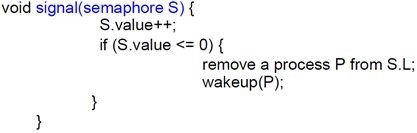 void signal(semaphore S) {
S.value++;
if (S.value <= 0) {
remove a process P from S.L;
wakeup(P);
}
}